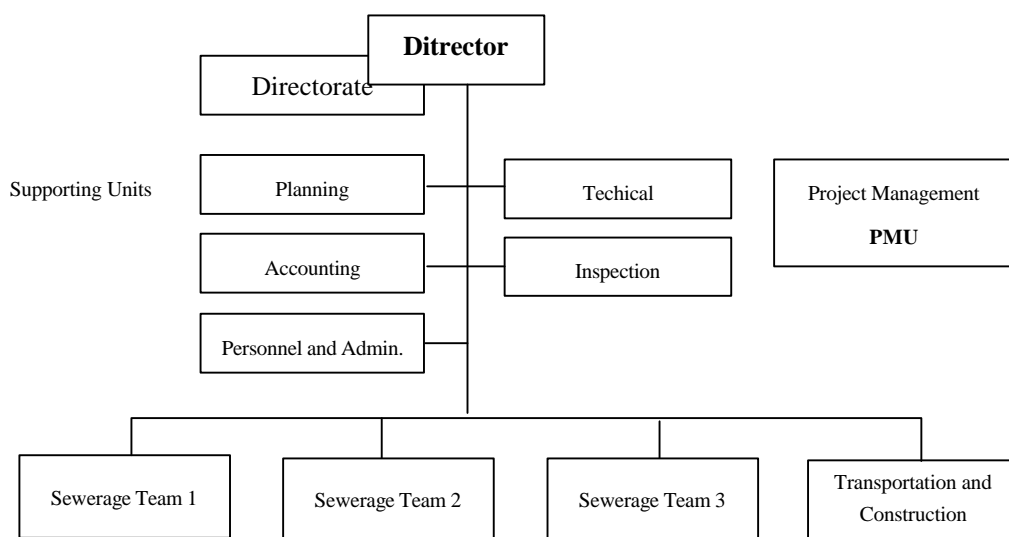 Ditrector
Directorate
Supporting Units
Planning
Techical
Project Management
PMU
Accounting
Inspection
Personnel and Admin.
Sewerage Team 1
Sewerage Team 2
Sewerage Team 3
Transportation and
Construction